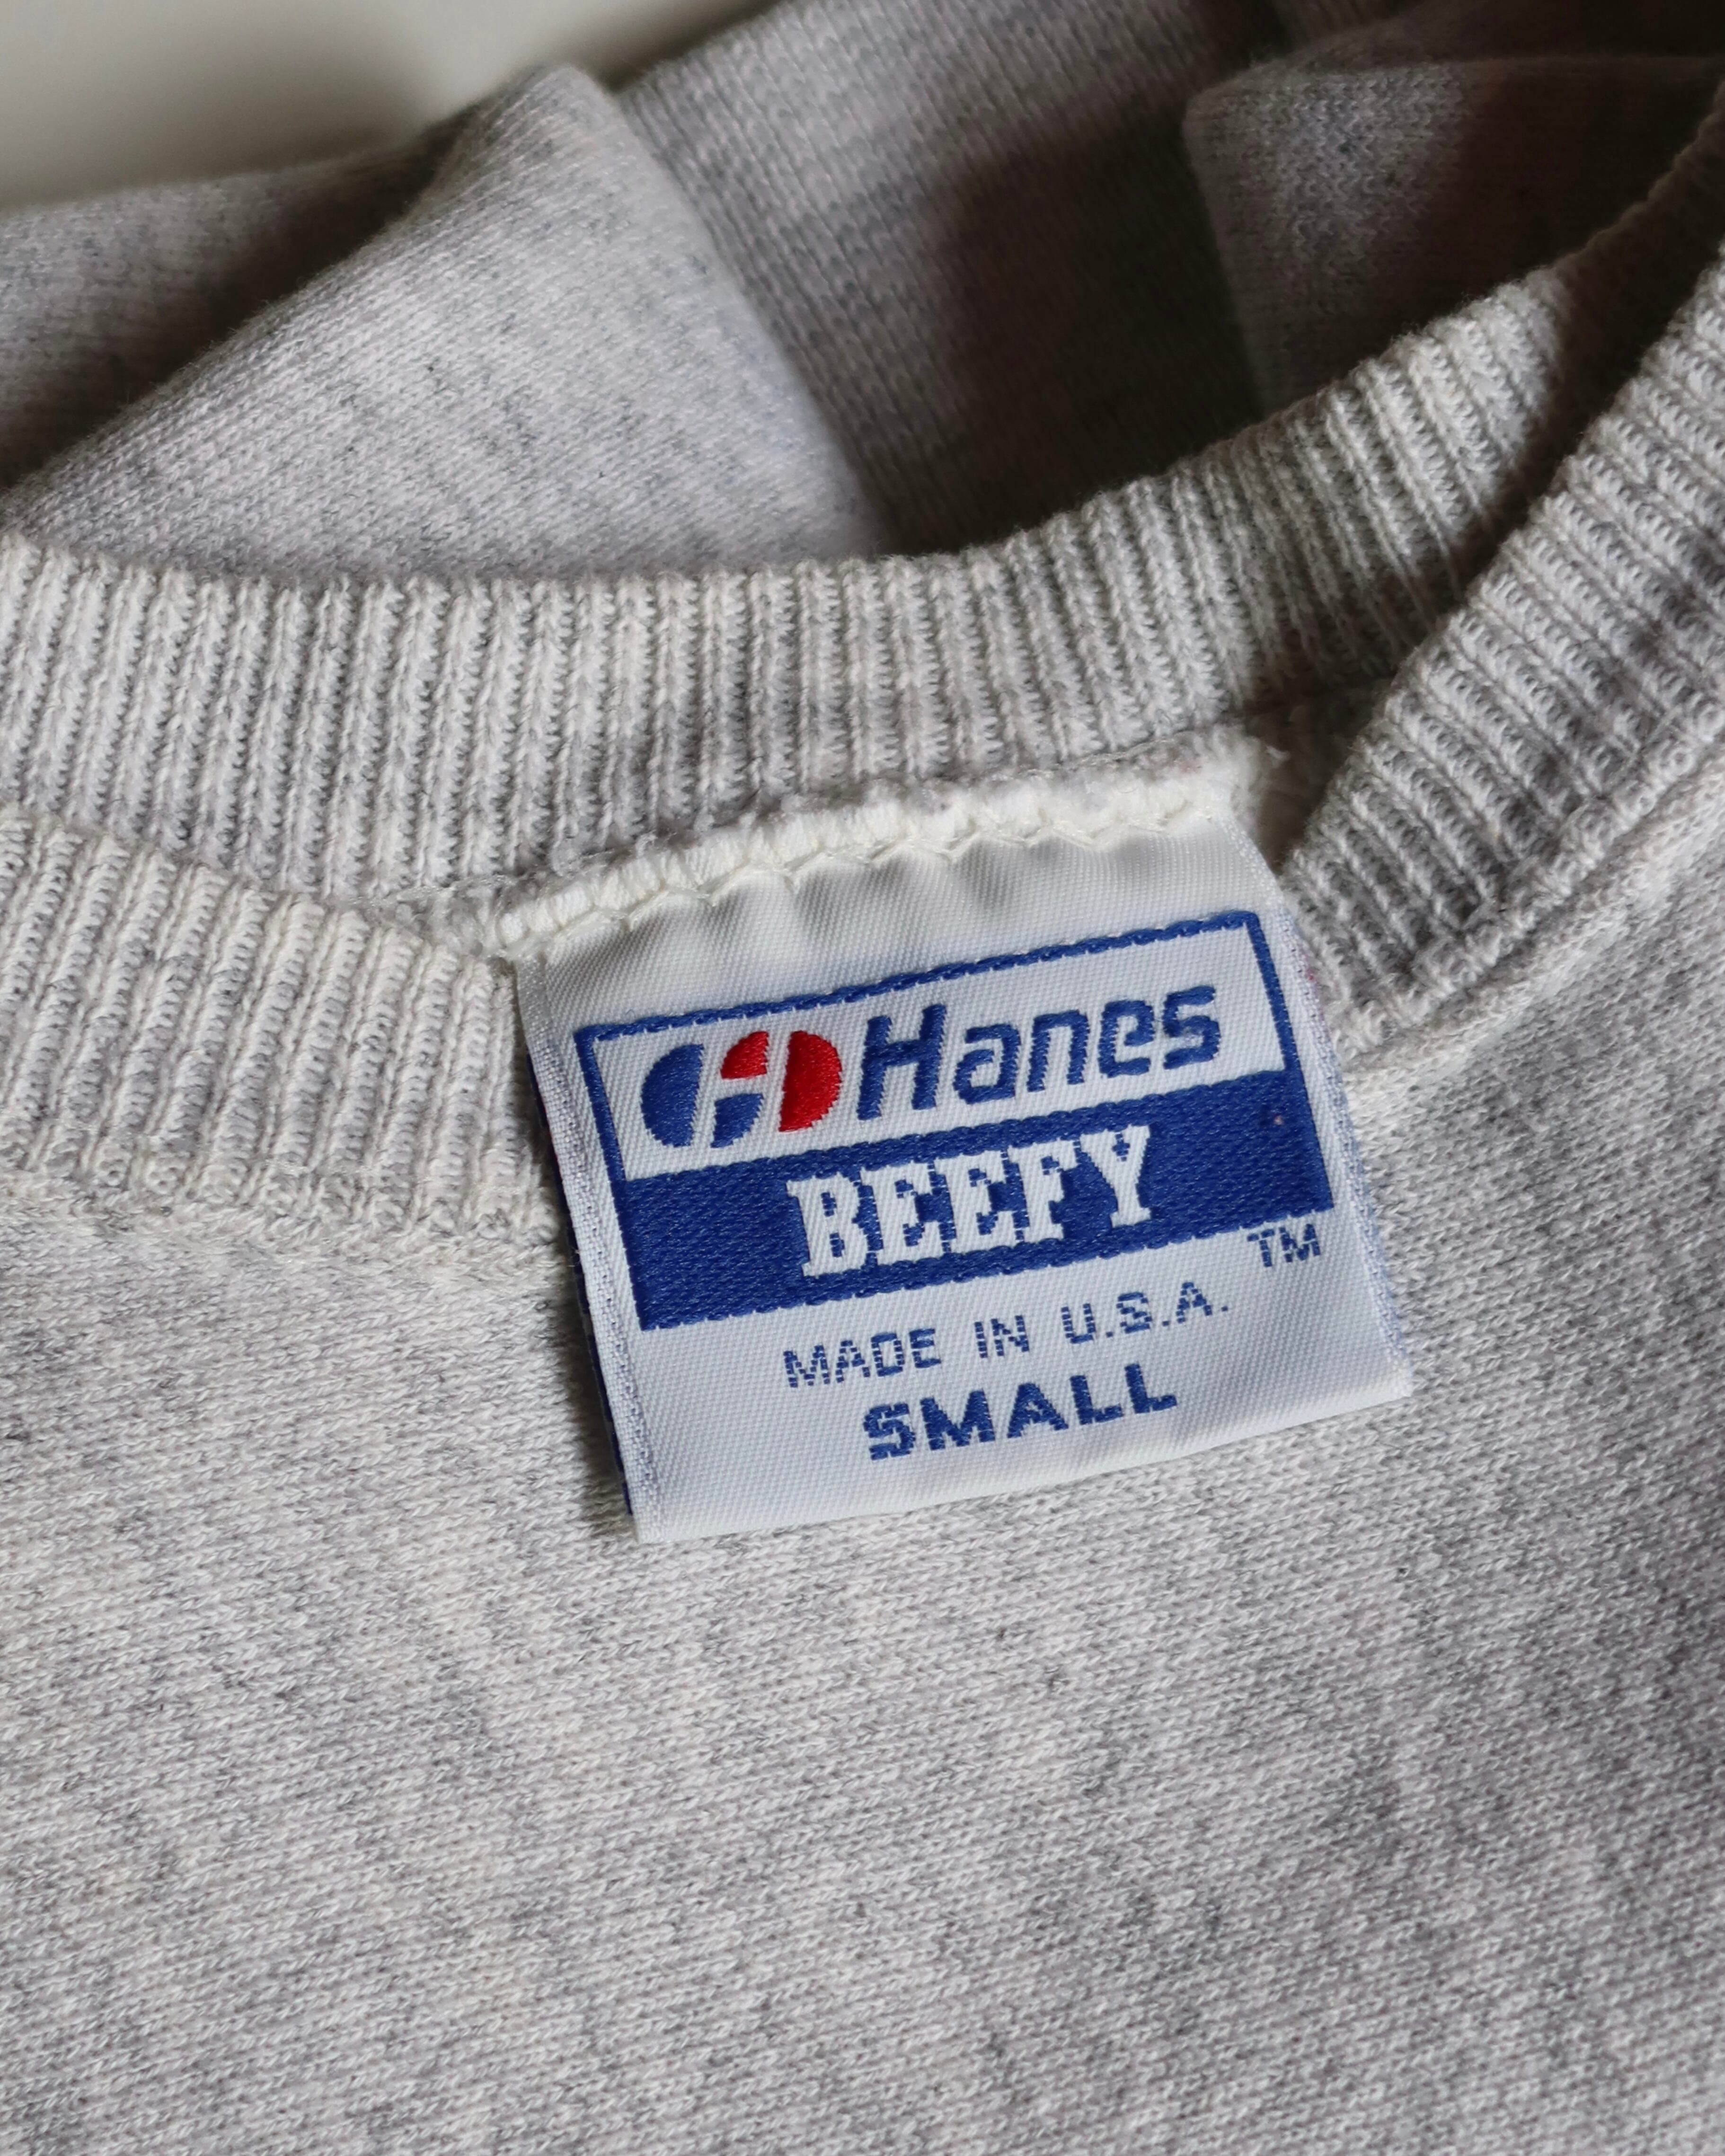 Hanes
BEEFY
TM
MADE IN U.S.A.
SMALL